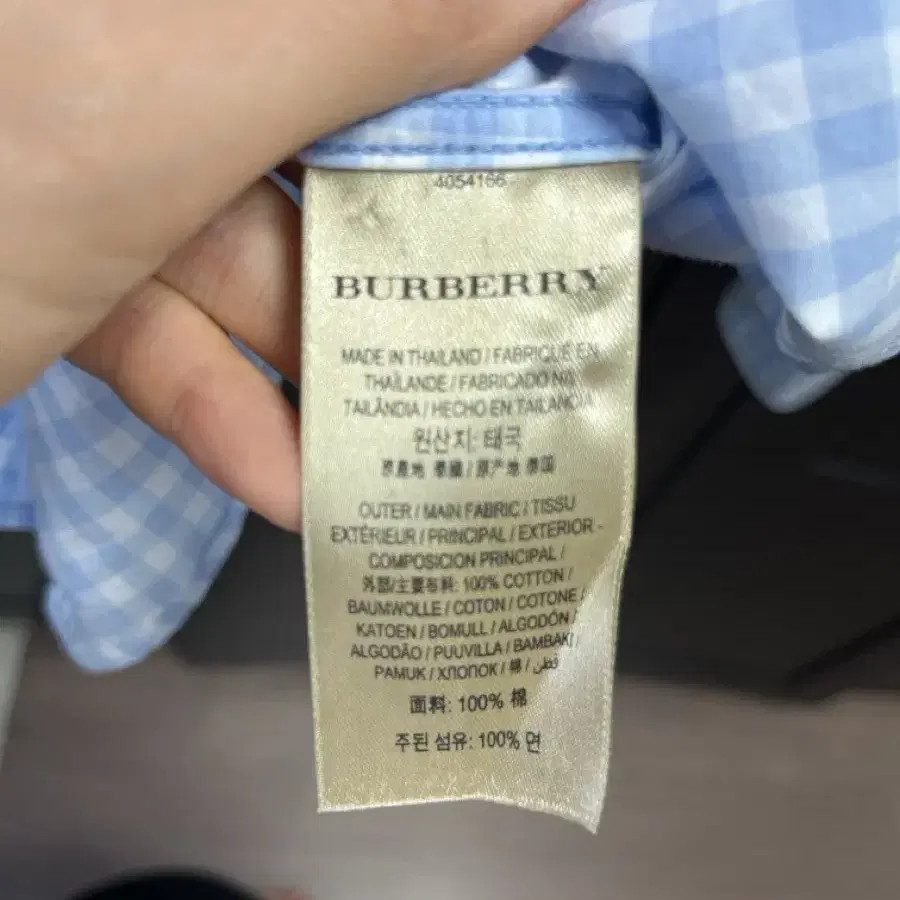 4054166
BURBERRY
MADE IN THAILAND / FABRIQUÉ EN
THAÏLANDE / FABRICADO NA
TAILÂNDIA / HECHO EN TAILANDIA
원산지: 태국
原產地 泰國 / 原产地 泰国
OUTER / MAIN FABRIC / TISSU
EXTÉRIEUR / PRINCIPAL / EXTERIOR -
COMPOSICION PRINCIPAL /
外部/主要布料: 100% COTTON /
BAUMWOLLE / COTON / COTONE /
KATOEN / BOMULL / ALGODÓN /
ALGODÃO / PUUVILLA / BAMBAKI /
PAMUK / ХЛОПОК / 棉 / قطن
面料: 100% 棉
주된 섬유: 100% 면